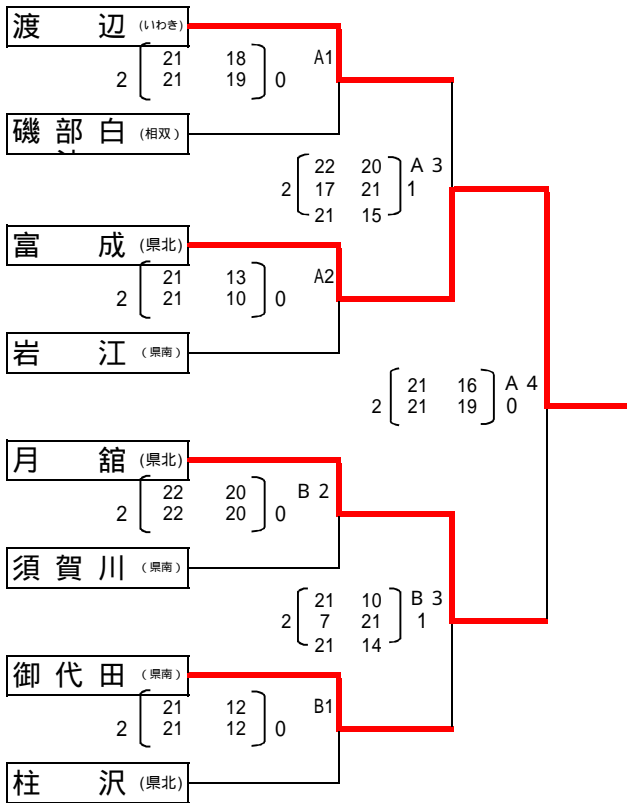 渡 辺 (いわき)
21 18 A1
2 21 19 0
磯 部 白 (相双)
22 20 A 3
2 17 21 1
21 15
富 成 (県北)
21 13 A2
2 21 10 0
岩 江 (県南)
21 16 A 4
2 21 19 0
月 舘 (県北)
22 20 B 2
2 22 20 0
須 賀 川 (県南)
21 10 B 3
2 7 21 1
21 14
御 代 田 (県南)
21 12 B1
2 21 12 0
柱 沢 (県北)